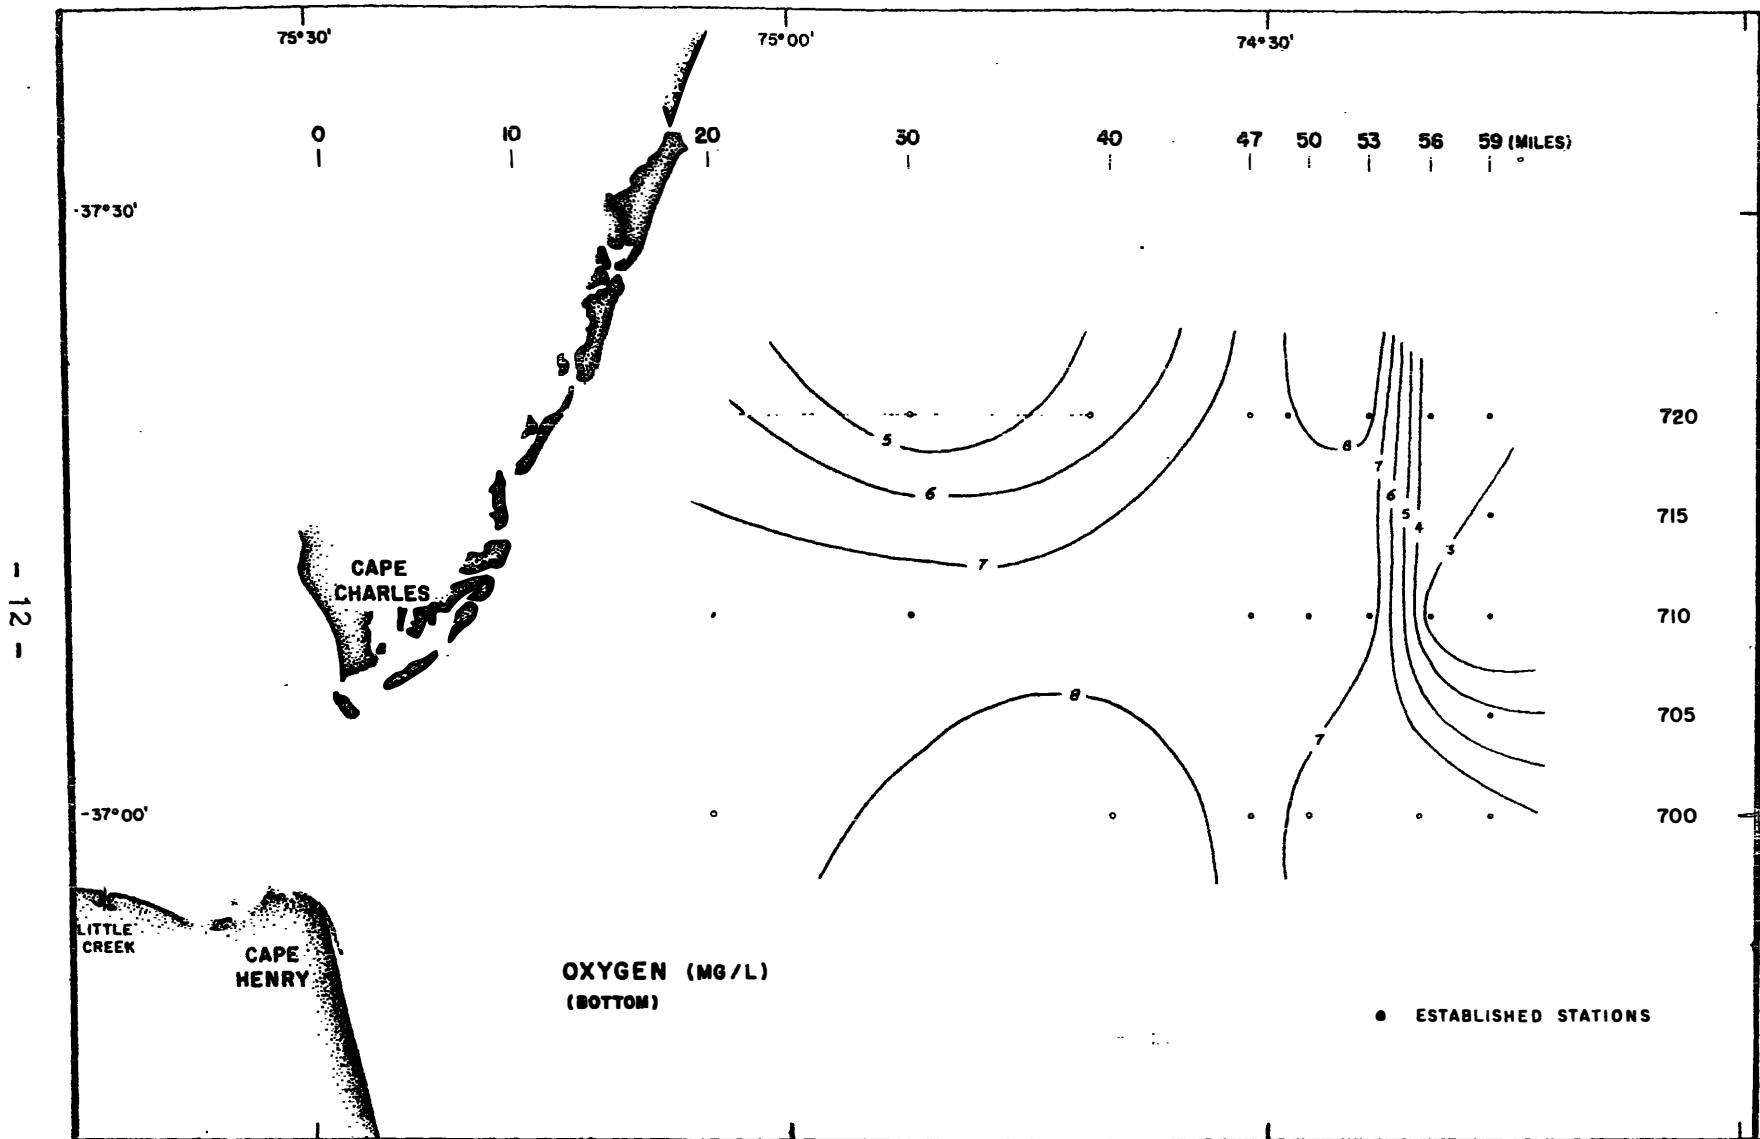 75°30'
75°00'
74°30'
0 10 20 30 40 47 50 53 56 59 (MILES)
-37°30'
720
5
8
7
6
6
5
715
4
3
7
CAPE
CHARLES
710
- 12 -
8
705
7
-37°00'
700
LITTLE
CREEK
CAPE
HENRY
OXYGEN (MG/L)
(BOTTOM)
● ESTABLISHED STATIONS